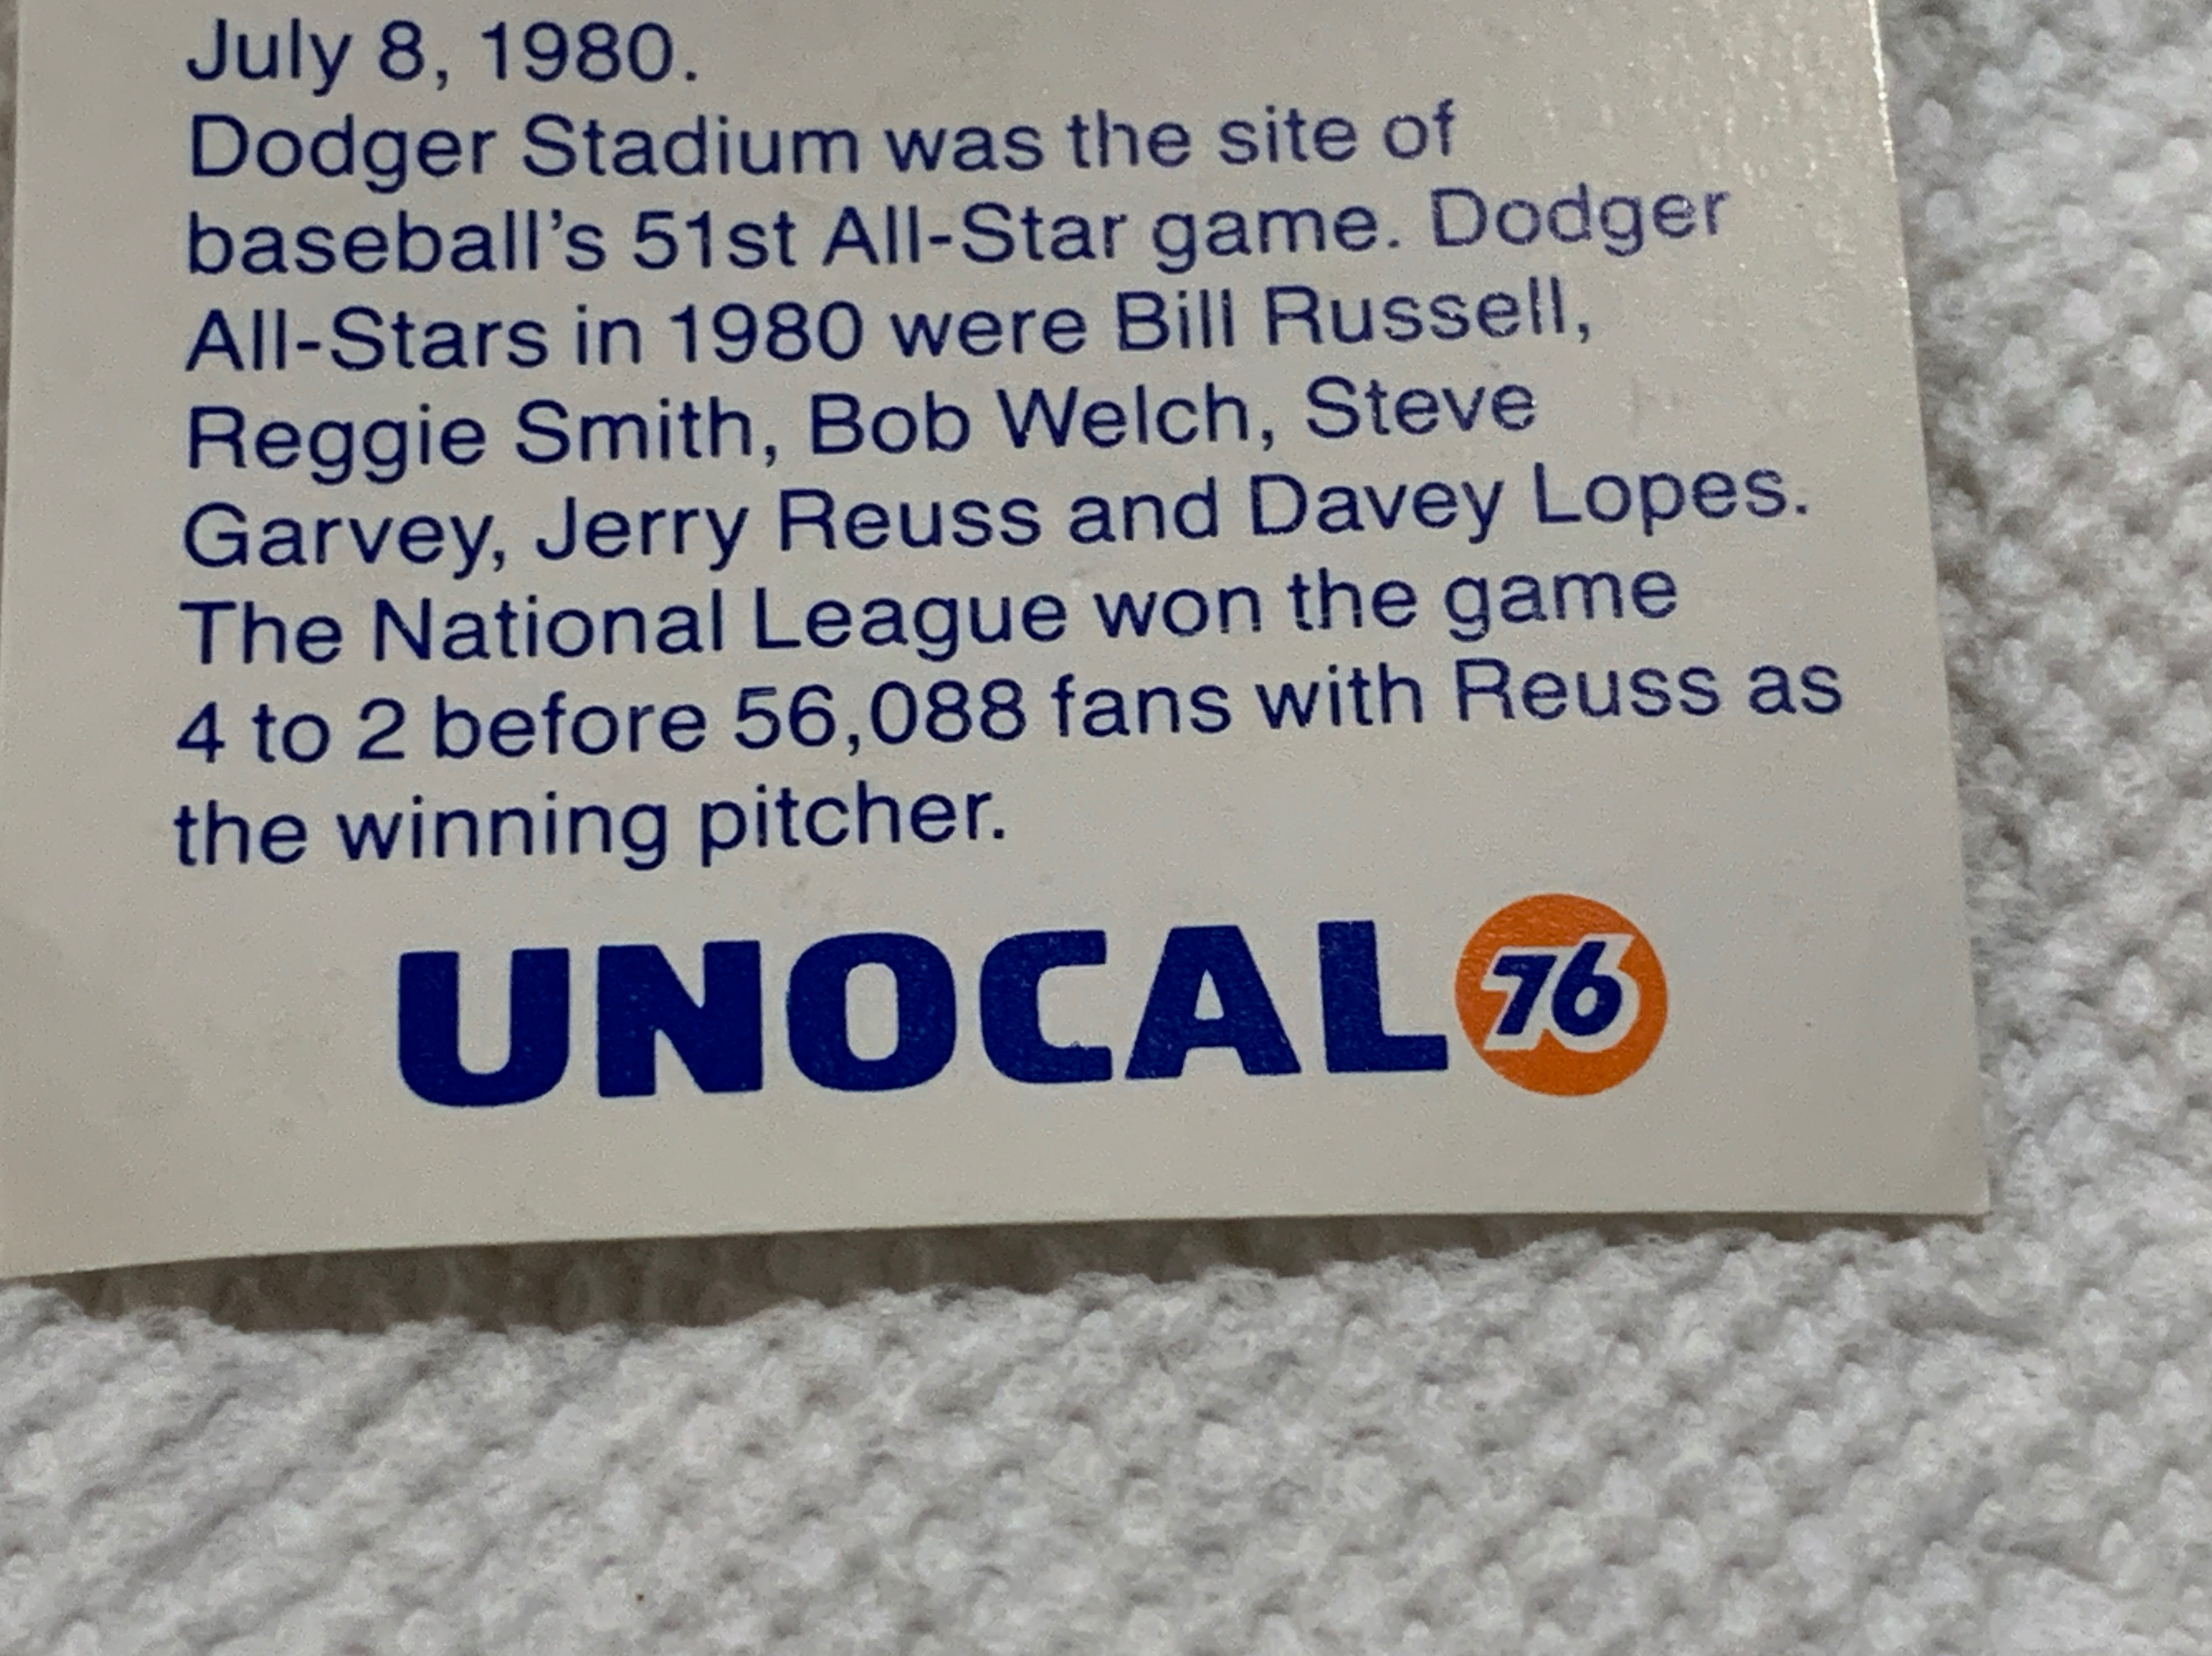 July 8, 1980.
Dodger Stadium was the site of
baseball's 51st All-Star game. Dodger
All-Stars in 1980 were Bill Russell,
Reggie Smith, Bob Welch, Steve
Garvey, Jerry Reuss and Davey Lopes.
The National League won the game
4 to 2 before 56,088 fans with Reuss as
the winning pitcher.
UNOCAL 76